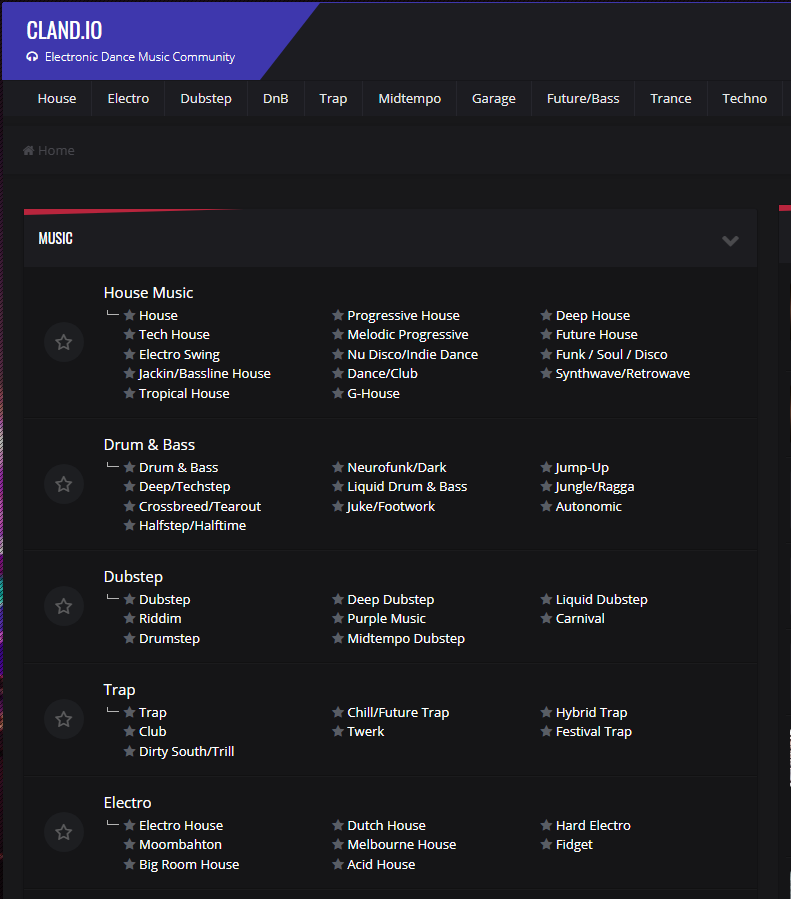 CLAND.IO
Electronic Dance Music Community
House Electro Dubstep DnB Trap Midtempo Garage Future/Bass Trance Techno
Home
MUSIC
House Music
House Progressive House Deep House
Tech House Melodic Progressive Future House
Electro Swing Nu Disco/Indie Dance Funk / Soul / Disco
Jackin/Bassline House Dance/Club Synthwave/Retrowave
Tropical House G-House
Drum & Bass
Drum & Bass Neurofunk/Dark Jump-Up
Deep/Techstep Liquid Drum & Bass Jungle/Ragga
Crossbreed/Tearout Juke/Footwork Autonomic
Halfstep/Halftime
Dubstep
Dubstep Deep Dubstep Liquid Dubstep
Riddim Purple Music Carnival
Drumstep Midtempo Dubstep
Trap
Trap Chill/Future Trap Hybrid Trap
Club Twerk Festival Trap
Dirty South/Trill
Electro
Electro House Dutch House Hard Electro
Moombahton Melbourne House Fidget
Big Room House Acid House